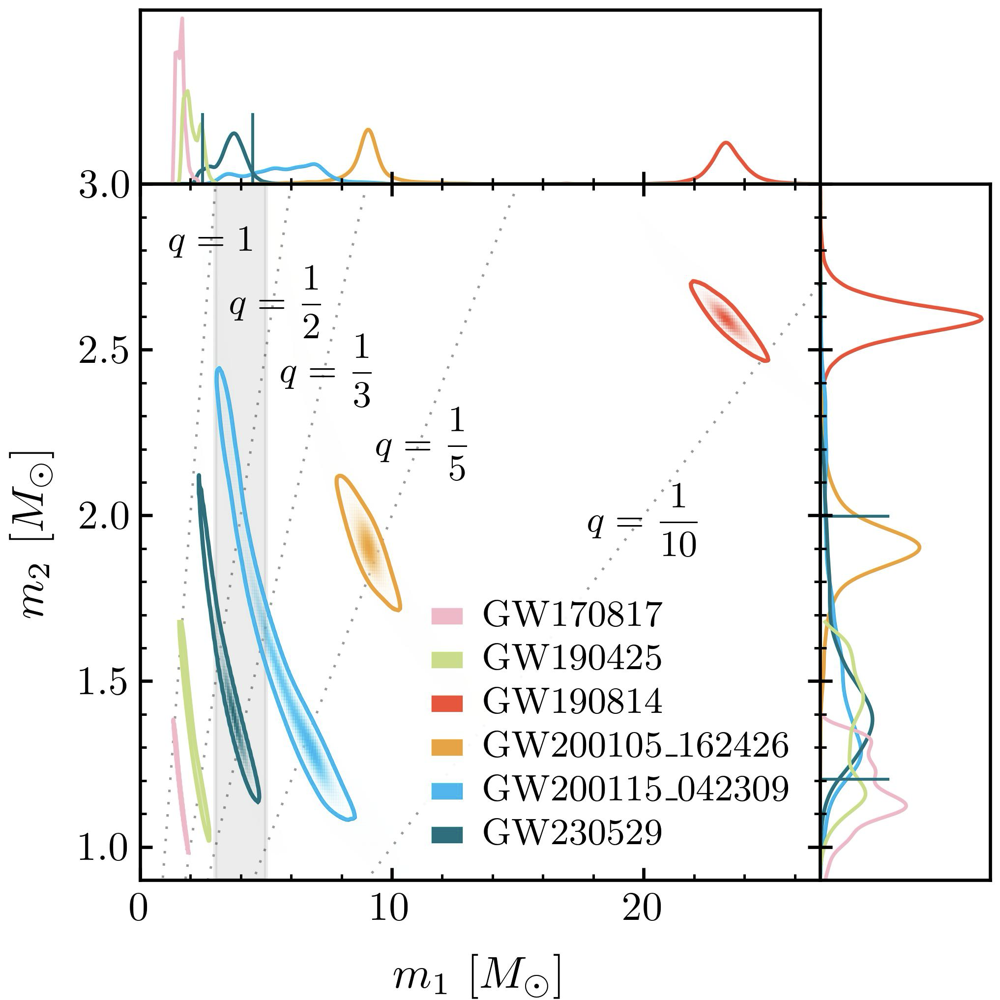 3.0
q = 1
q = 1/2
2.5
q = 1/3
q = 1/5
2.0
q = 1/10
m₂ [M⊙]
GW170817
GW190425
1.5
GW190814
GW200105_162426
GW200115_042309
1.0
GW230529
0 10 20
m₁ [M⊙]